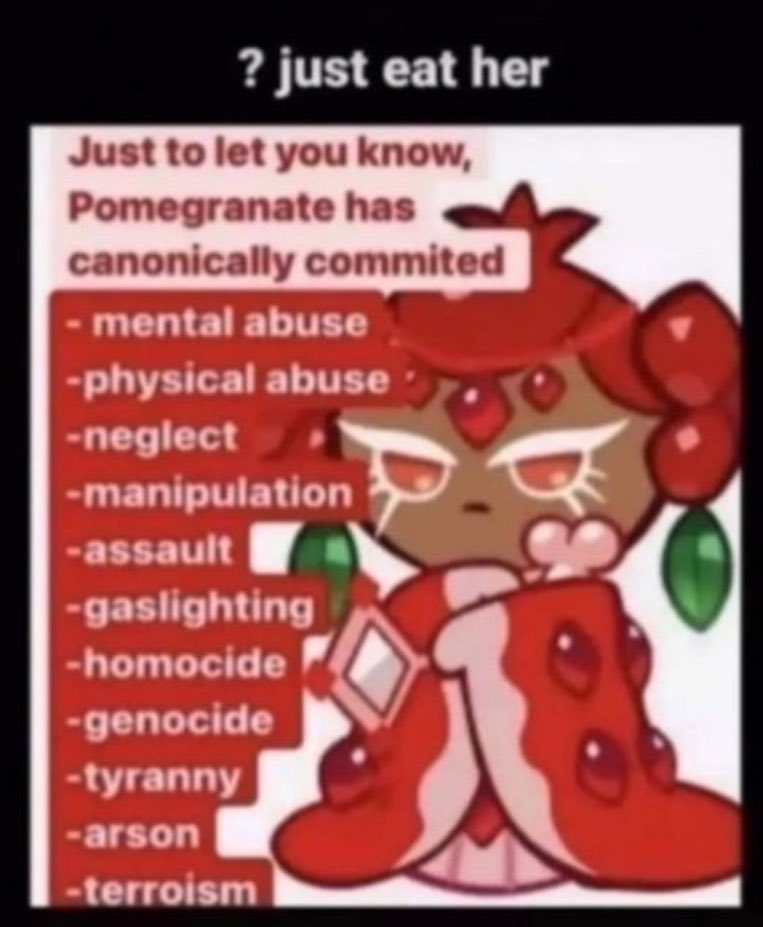 ? just eat her
Just to let you know,
Pomegranate has
canonically commited
- mental abuse
-physical abuse
-neglect
-manipulation
-assault
-gaslighting
-homocide
-genocide
-tyranny
-arson
-terroism